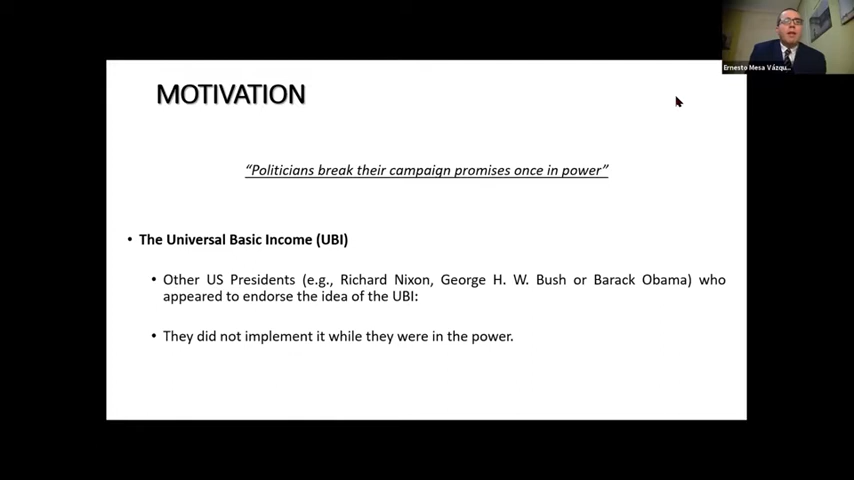 MOTIVATION
“Politicians break their campaign promises once in power”
• The Universal Basic Income (UBI)
• Other US Presidents (e.g., Richard Nixon, George H. W. Bush or Barack Obama) who
appeared to endorse the idea of the UBI:
• They did not implement it while they were in the power.
Ernesto Mesa Vázqu...